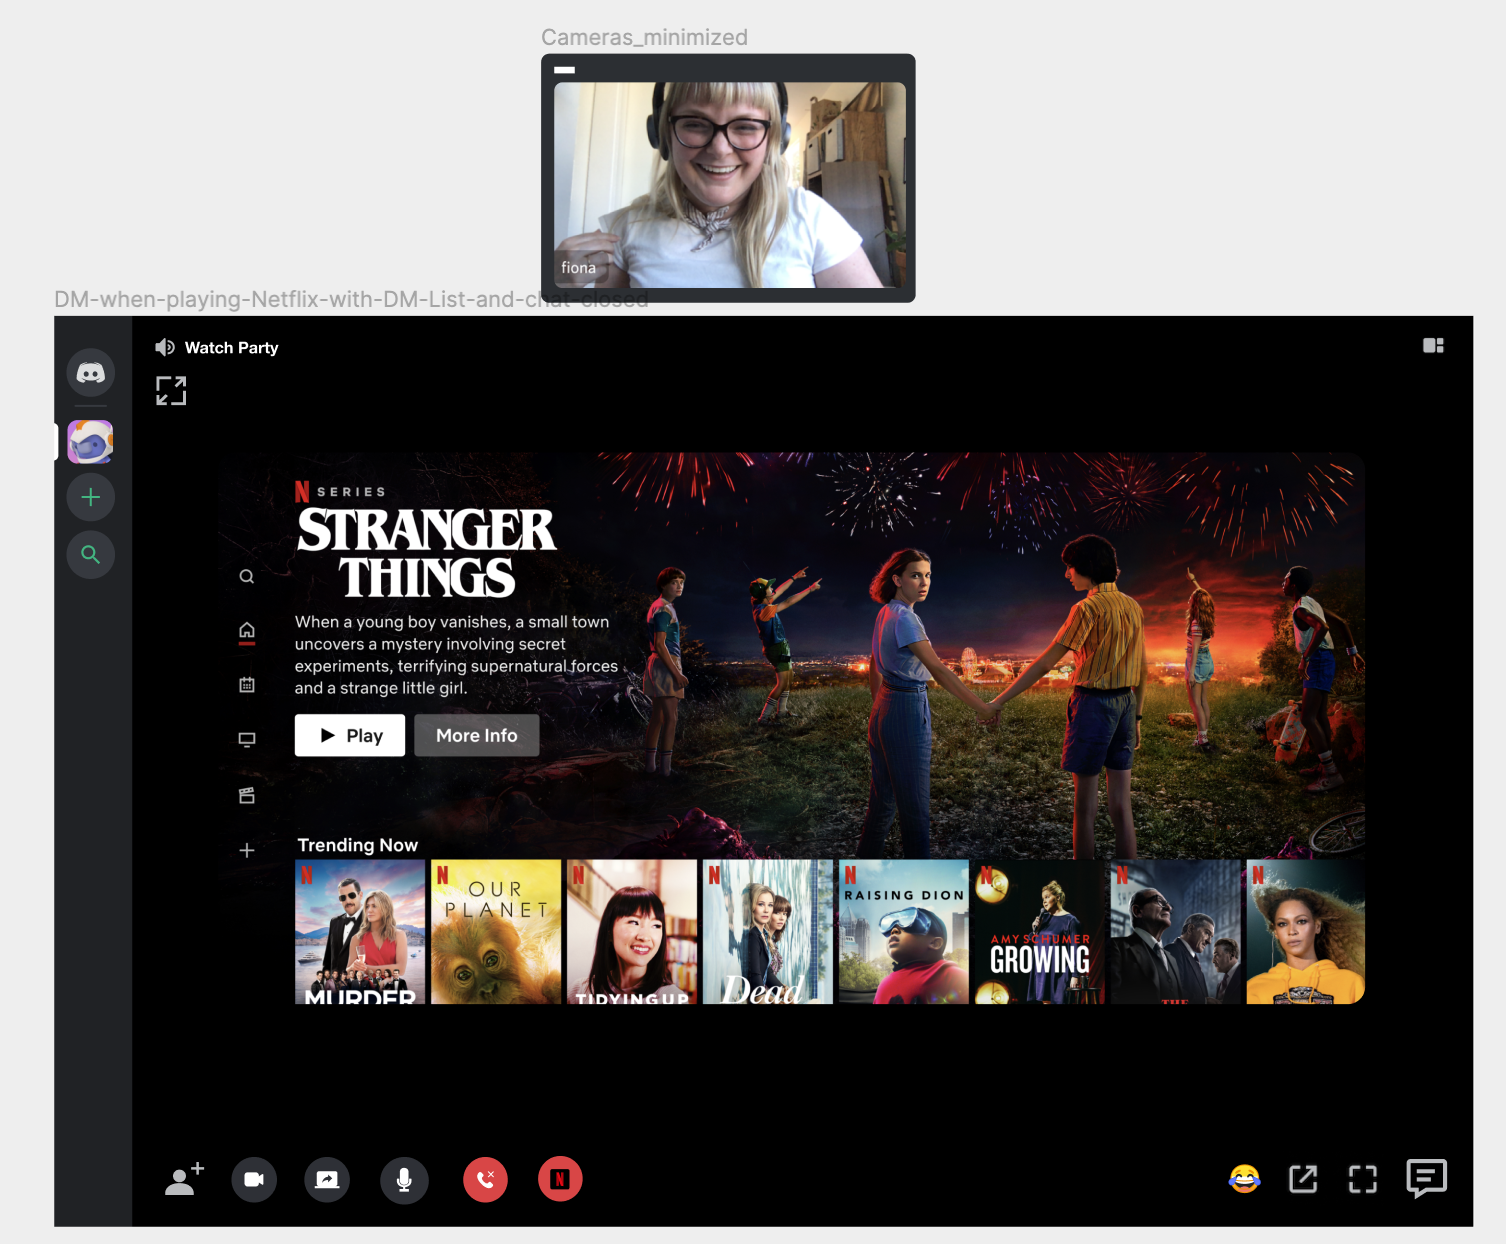 Cameras_minimized
fiona
DM-when-playing-Netflix-with-DM-List-and-chat-closed
Watch Party
N SERIES
STRANGER
THINGS
When a young boy vanishes, a small town
uncovers a mystery involving secret
experiments, terrifying supernatural forces
and a strange little girl.
Play
More Info
Trending Now
N
N
N
N
N
N
N
N
OUR
PLANET
RAISING DION
AMY SCHUMER
GROWING
MURDER
TIDYING UP
Dead
THE
N